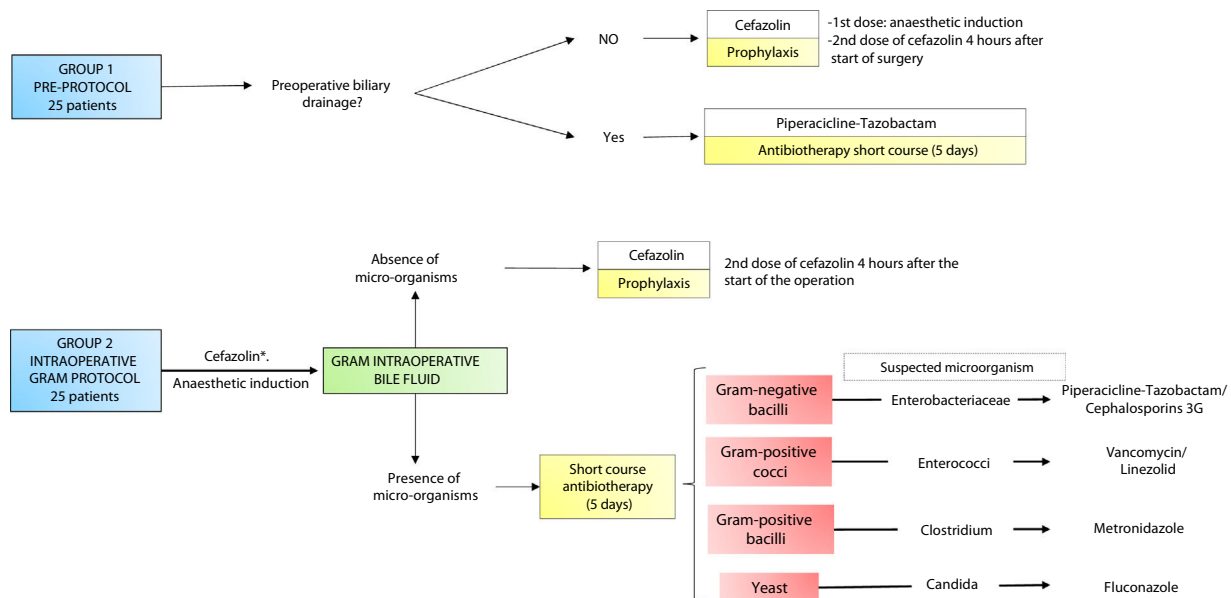 GROUP 1
PRE-PROTOCOL
25 patients
Preoperative biliary
drainage?
NO
Cefazolin
Prophylaxis
-1st dose: anaesthetic induction
-2nd dose of cefazolin 4 hours after
start of surgery
Yes
Piperacicline-Tazobactam
Antibiotherapy short course (5 days)
GROUP 2
INTRAOPERATIVE
GRAM PROTOCOL
25 patients
Cefazolin*.
Anaesthetic induction
GRAM INTRAOPERATIVE
BILE FLUID
Absence of
micro-organisms
Cefazolin
Prophylaxis
2nd dose of cefazolin 4 hours after the
start of the operation
Presence of
micro-organisms
Short course
antibiotherapy
(5 days)
Suspected microorganism
Gram-negative
bacilli
Enterobacteriaceae
Piperacicline-Tazobactam/
Cephalosporins 3G
Gram-positive
cocci
Enterococci
Vancomycin/
Linezolid
Gram-positive
bacilli
Clostridium
Metronidazole
Yeast
Candida
Fluconazole